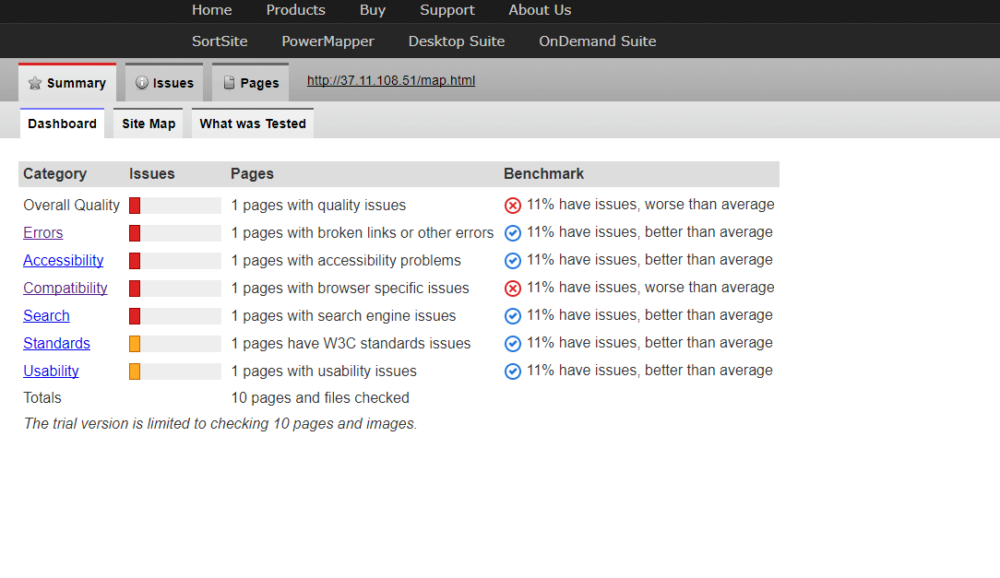 Home Products Buy Support About Us
SortSite PowerMapper Desktop Suite OnDemand Suite
Summary Issues Pages http://37.11.108.51/map.html
Dashboard Site Map What was Tested
Category Issues Pages Benchmark
Overall Quality 1 pages with quality issues 11% have issues, worse than average
Errors 1 pages with broken links or other errors 11% have issues, better than average
Accessibility 1 pages with accessibility problems 11% have issues, better than average
Compatibility 1 pages with browser specific issues 11% have issues, worse than average
Search 1 pages with search engine issues 11% have issues, better than average
Standards 1 pages have W3C standards issues 11% have issues, better than average
Usability 1 pages with usability issues 11% have issues, better than average
Totals 10 pages and files checked
The trial version is limited to checking 10 pages and images.